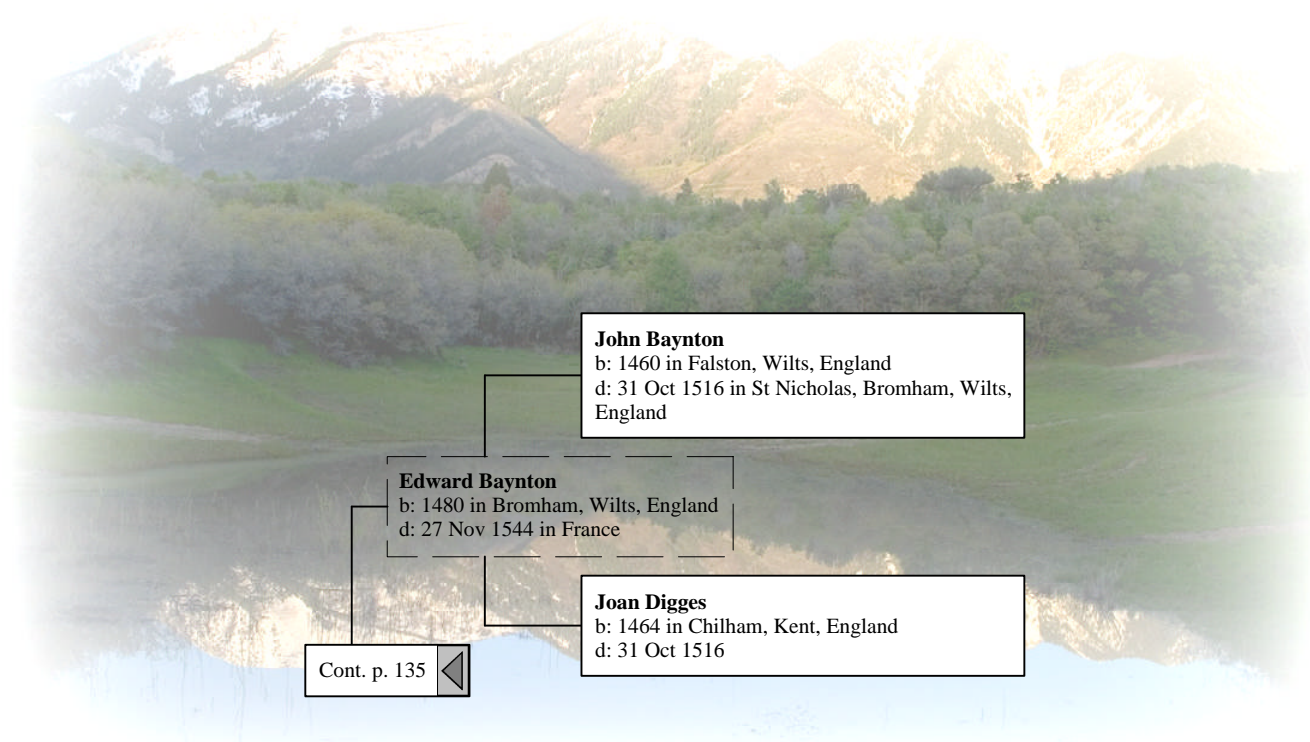 John Baynton
b: 1460 in Falston, Wilts, England
d: 31 Oct 1516 in St Nicholas, Bromham, Wilts,
England
Edward Baynton
b: 1480 in Bromham, Wilts, England
d: 27 Nov 1544 in France
Joan Digges
b: 1464 in Chilham, Kent, England
d: 31 Oct 1516
Cont. p. 135